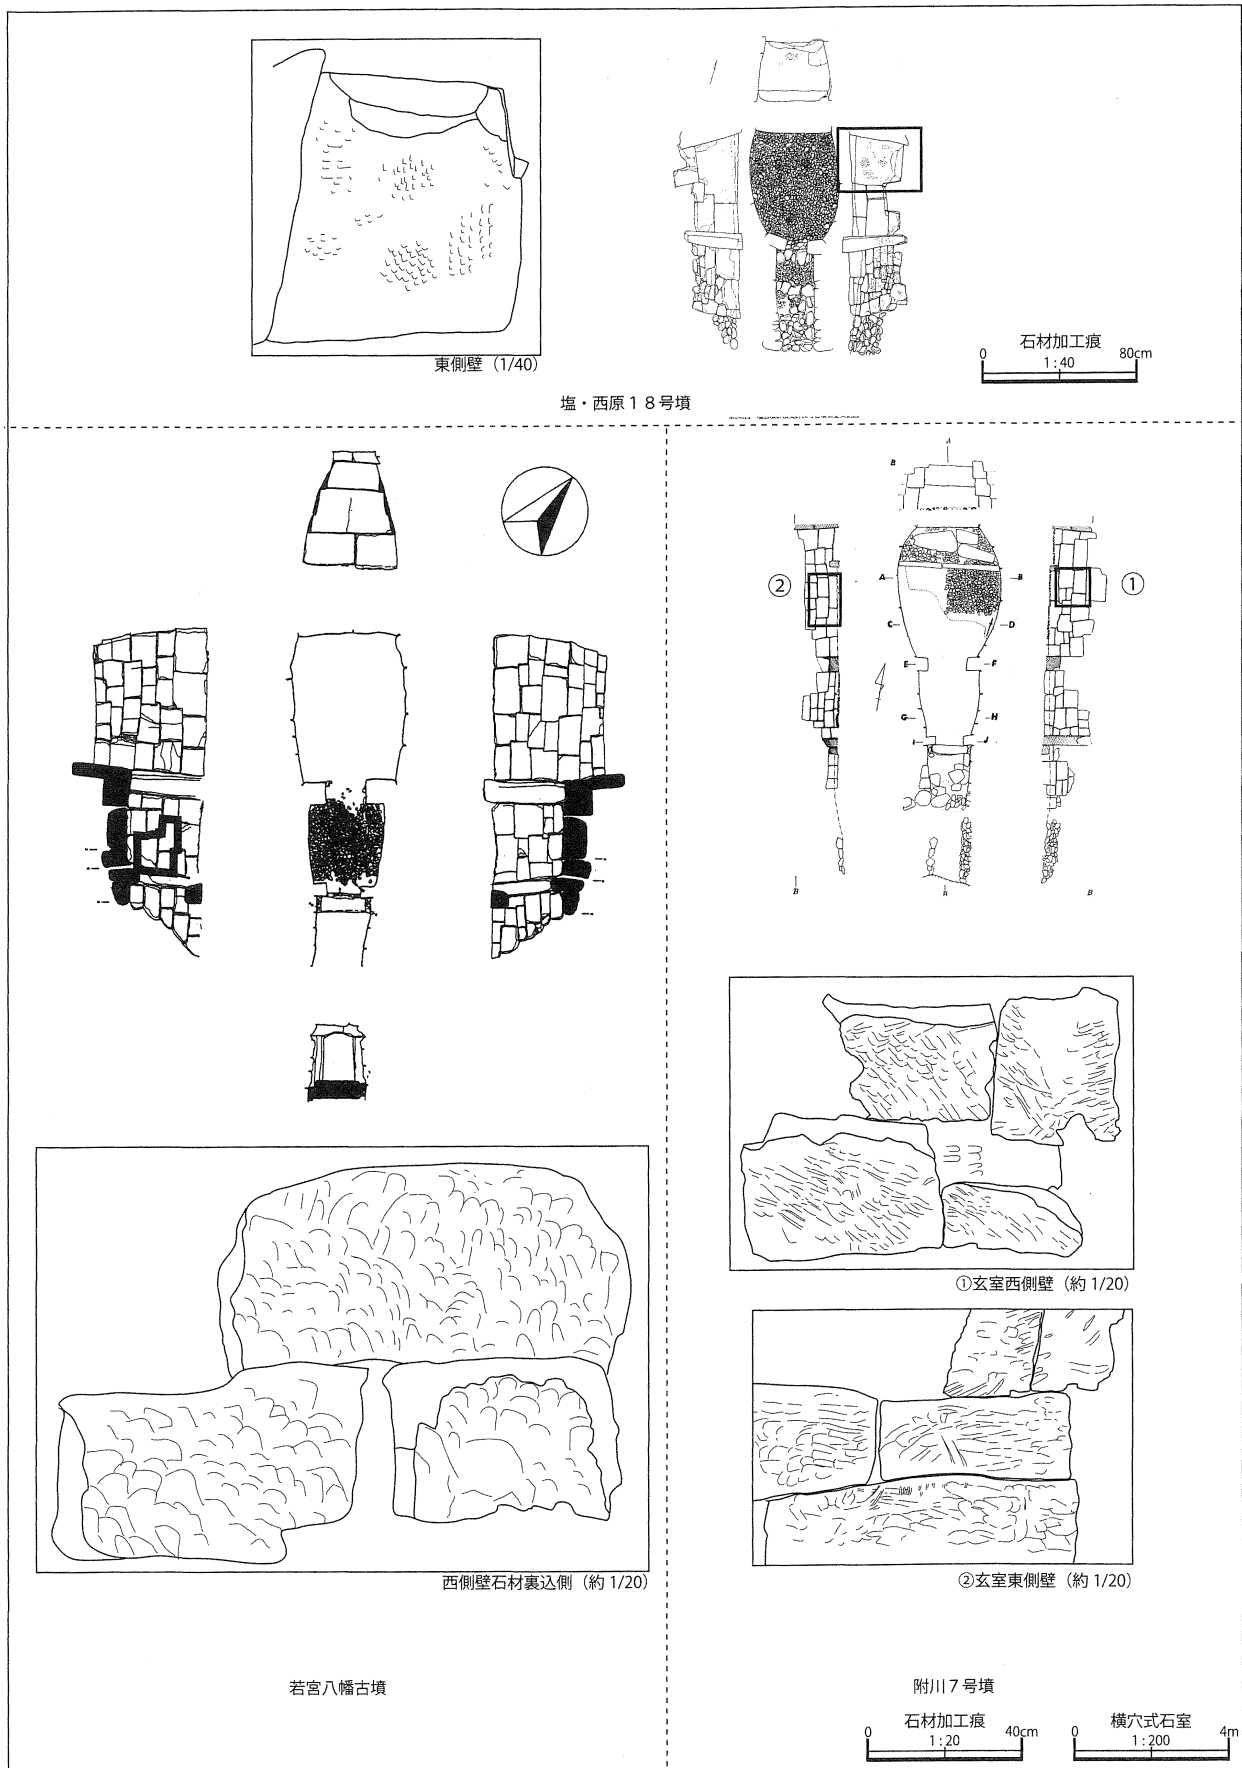 東側壁（1/40）
石材加工痕
0 1:40 80cm
塩・西原１８号墳
A
B
②
①
A B
C D
E F
G H
I J
B
B
B
①玄室西側壁（約 1/20）
②玄室東側壁（約 1/20）
西側壁石材裏込側（約 1/20）
若宮八幡古墳
附川７号墳
石材加工痕
0 1:20 40cm
横穴式石室
0 1:200 4m